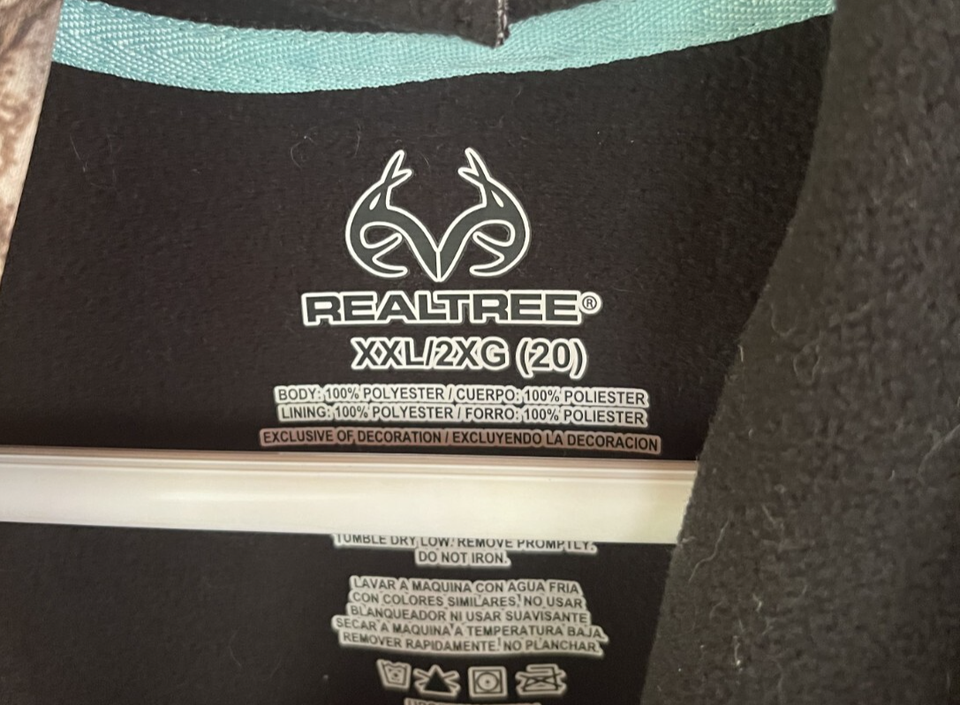 REALTREE®
XXL/2XG (20)
BODY: 100% POLYESTER / CUERPO: 100% POLIESTER
LINING: 100% POLYESTER / FORRO: 100% POLIESTER
EXCLUSIVE OF DECORATION / EXCLUYENDO LA DECORACION
TUMBLE DRY LOW. REMOVE PROMPTLY.
DO NOT IRON.
LAVAR A MAQUINA CON AGUA FRIA
CON COLORES SIMILARES, NO USAR
BLANQUEADOR NI USAR SUAVISANTE
SECAR A MAQUINA A TEMPERATURA BAJA,
REMOVER RAPIDAMENTE. NO PLANCHAR.